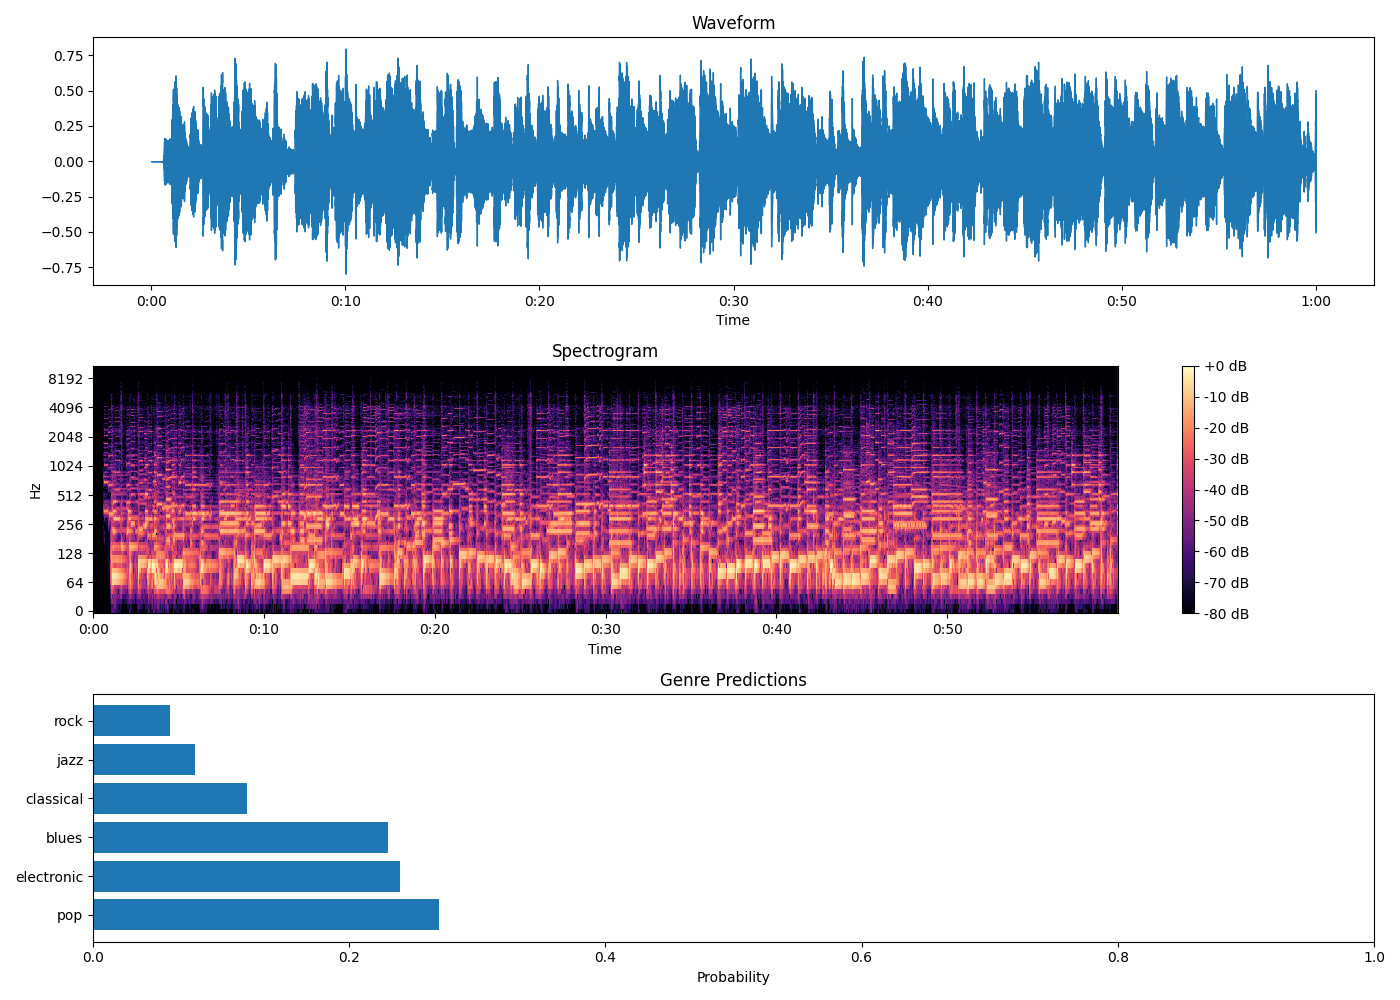 Waveform
0.75
0.50
0.25
0.00
−0.25
−0.50
−0.75
0:00 0:10 0:20 0:30 0:40 0:50 1:00
Time
Spectrogram
8192
4096
2048
1024
512
256
128
64
0
Hz
0:00 0:10 0:20 0:30 0:40 0:50
Time
+0 dB
-10 dB
-20 dB
-30 dB
-40 dB
-50 dB
-60 dB
-70 dB
-80 dB
Genre Predictions
rock
jazz
classical
blues
electronic
pop
0.0 0.2 0.4 0.6 0.8 1.0
Probability